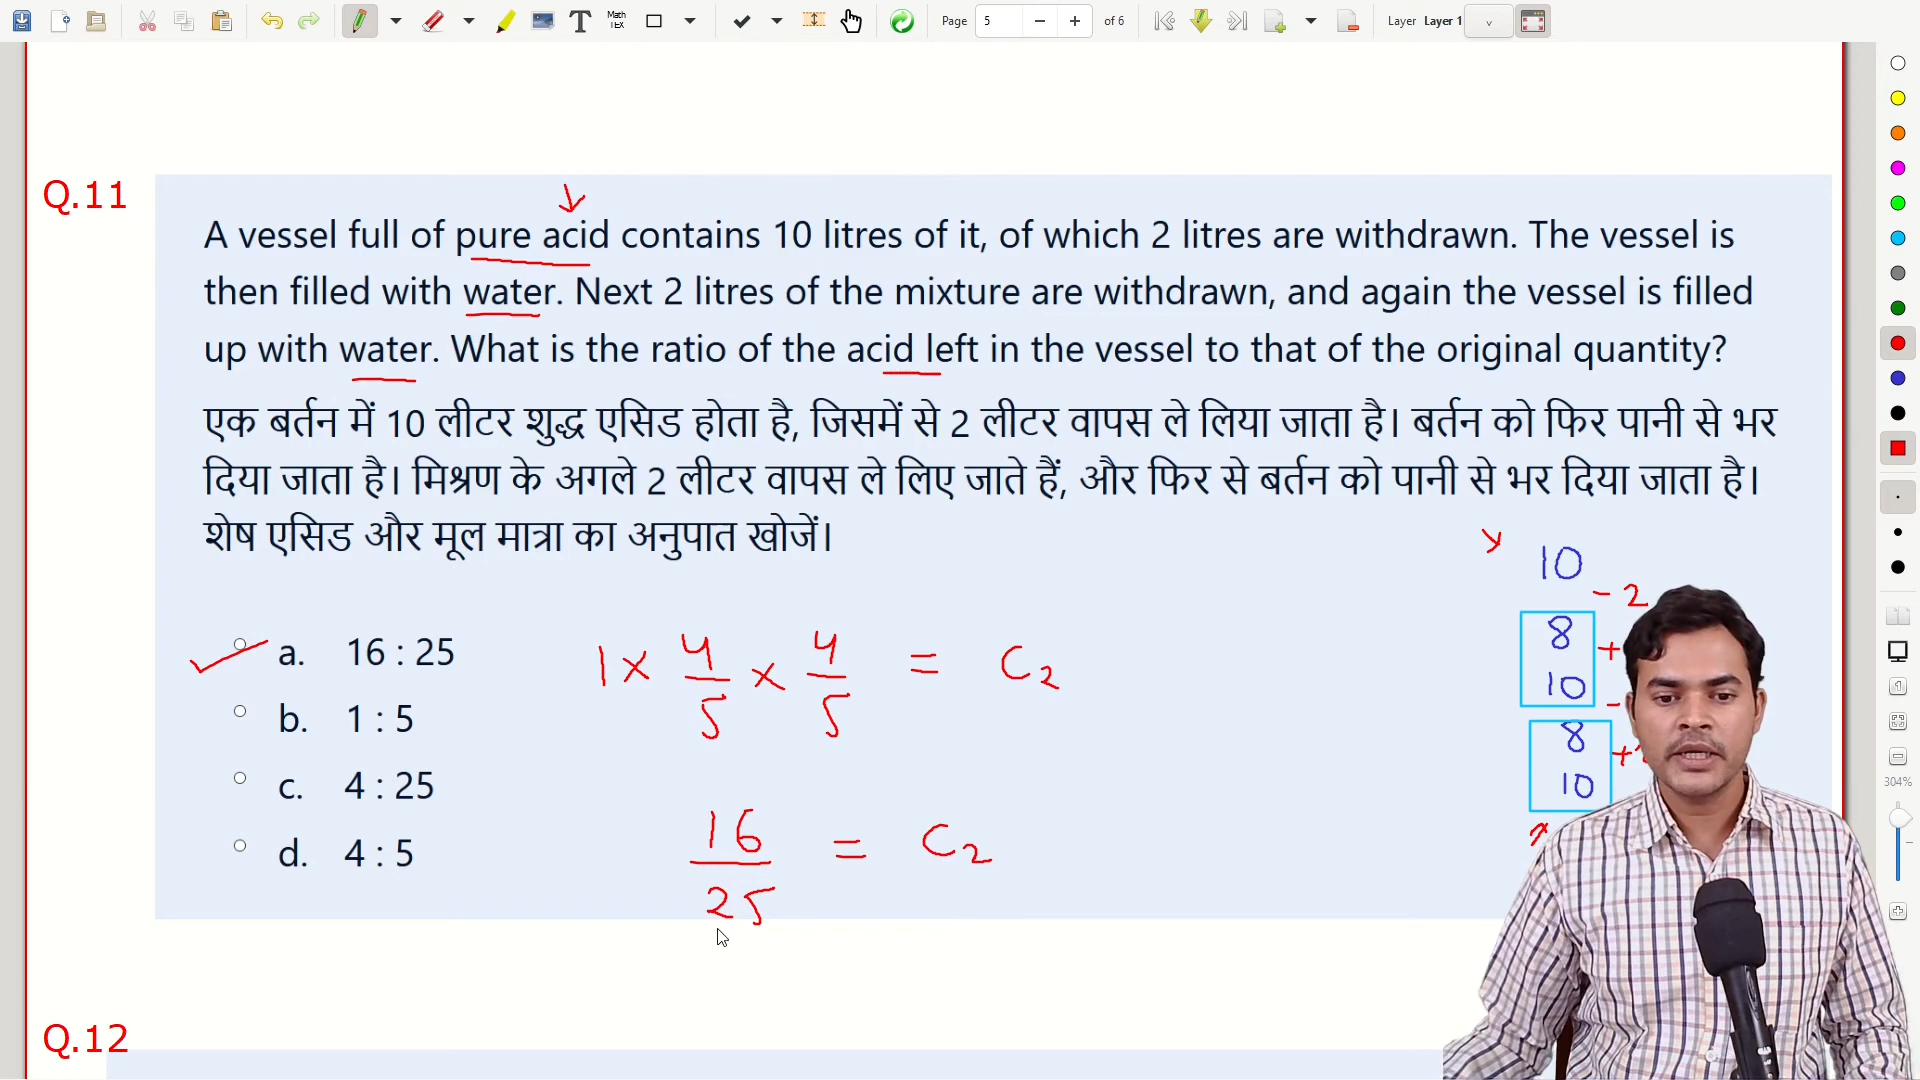 Math
TEX
Page 5 of 6
Layer Layer 1
Q.11
A vessel full of pure acid contains 10 litres of it, of which 2 litres are withdrawn. The vessel is
then filled with water. Next 2 litres of the mixture are withdrawn, and again the vessel is filled
up with water. What is the ratio of the acid left in the vessel to that of the original quantity?
एक बर्तन में 10 लीटर शुद्ध एसिड होता है, जिसमें से 2 लीटर वापस ले लिया जाता है। बर्तन को फिर पानी से भर
दिया जाता है। मिश्रण के अगले 2 लीटर वापस ले लिए जाते हैं, और फिर से बर्तन को पानी से भर दिया जाता है।
शेष एसिड और मूल मात्रा का अनुपात खोजें।
a. 16 : 25
b. 1 : 5
c. 4 : 25
d. 4 : 5
1 × 4/5 × 4/5 = C2
16/25 = C2
10
- 2
8
+
10
-
8
+
10
304%
Q.12